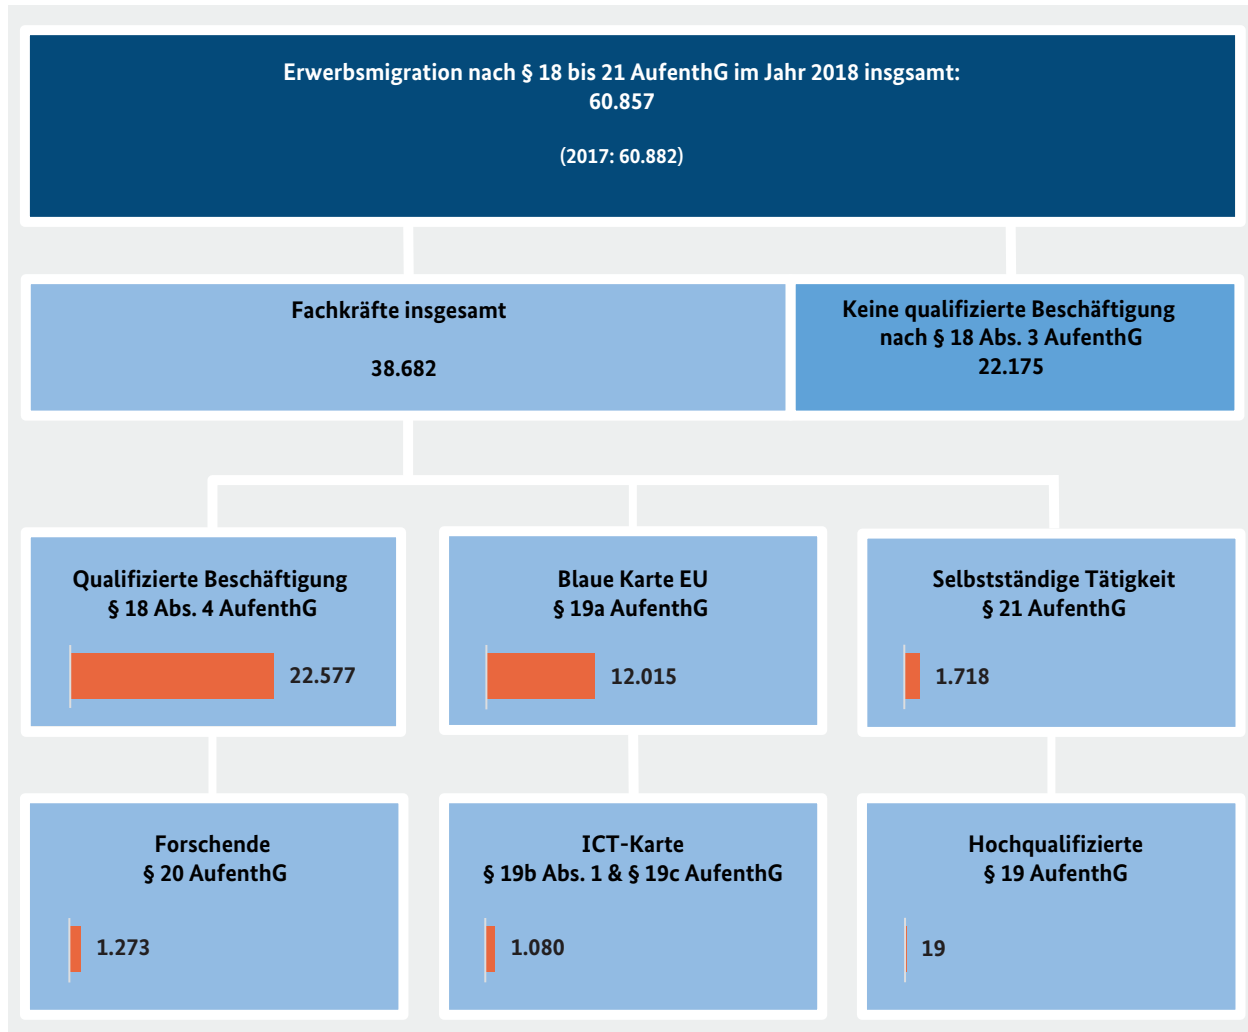 Erwerbsmigration nach § 18 bis 21 AufenthG im Jahr 2018 insgsamt:
60.857
(2017: 60.882)
Fachkräfte insgesamt
38.682
Keine qualifizierte Beschäftigung
nach § 18 Abs. 3 AufenthG
22.175
Qualifizierte Beschäftigung
§ 18 Abs. 4 AufenthG
22.577
Blaue Karte EU
§ 19a AufenthG
12.015
Selbstständige Tätigkeit
§ 21 AufenthG
1.718
Forschende
§ 20 AufenthG
1.273
ICT-Karte
§ 19b Abs. 1 & § 19c AufenthG
1.080
Hochqualifizierte
§ 19 AufenthG
19